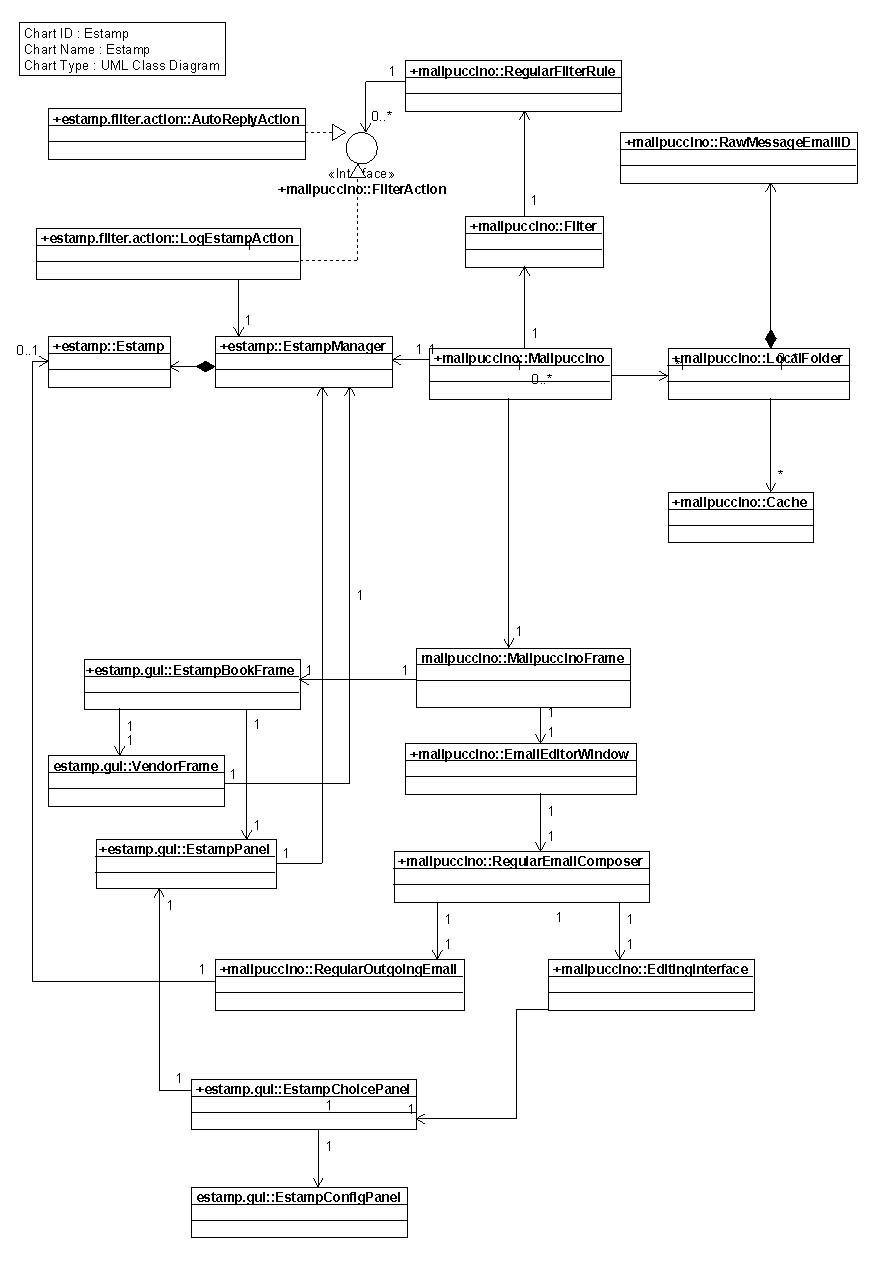 Chart ID : Estamp
Chart Name : Estamp
Chart Type : UML Class Diagram
1
+mailpuccino::RegularFilterRule
0..*
+estamp.filter.action::AutoReplyAction
+mailpuccino::RawMessageEmailID
+mailpuccino::FilterAction
1
+mailpuccino::Filter
+estamp.filter.action::LogEstampAction
1
1
0..1
+estamp::Estamp
+estamp::EstampManager
1
1
+mailpuccino::Mailpuccino
0..*
+mailpuccino::LocalFolder
*
0..*
*
+mailpuccino::Cache
1
1
mailpuccino::MailpuccinoFrame
+estamp.gui::EstampBookFrame
1
1
1
1
1
1
1
1
+mailpuccino::EmailEditorWindow
estamp.gui::VendorFrame
1
1
1
1
+estamp.gui::EstampPanel
1
+mailpuccino::RegularEmailComposer
1
1
1
1
1
1
1
+mailpuccino::RegularOutgoingEmail
+mailpuccino::EditingInterface
1
+estamp.gui::EstampChoicePanel
1
1
1
estamp.gui::EstampConfigPanel